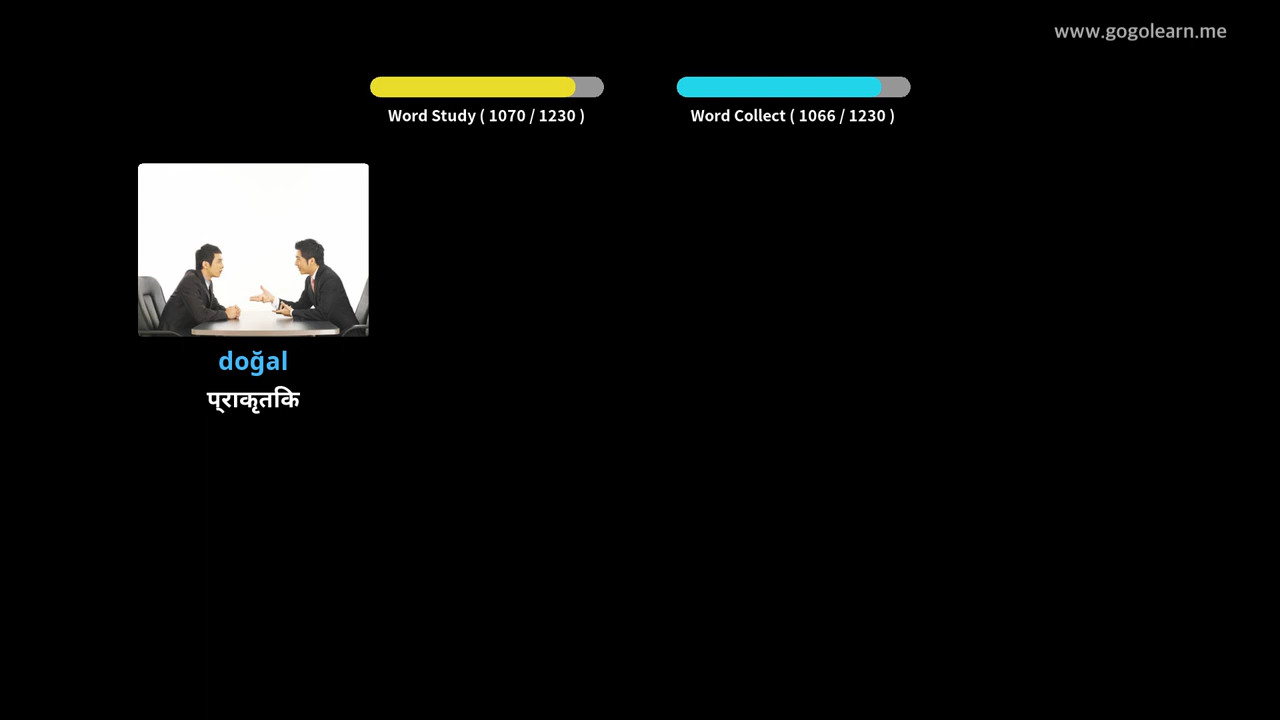 www.gogolearn.me
Word Study ( 1070 / 1230 )
Word Collect ( 1066 / 1230 )
doğal
प्राकृतिक